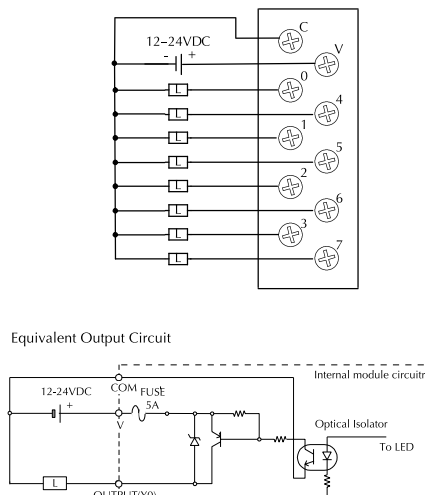 C
12–24VDC
V
- +
0
L
4
L
1
L
5
L
2
L
6
L
3
L
7
L
Equivalent Output Circuit
Internal module circuitr
COM
12-24VDC
FUSE
5A
+
V
Optical Isolator
To LED
L
OUTPUT(Y0)